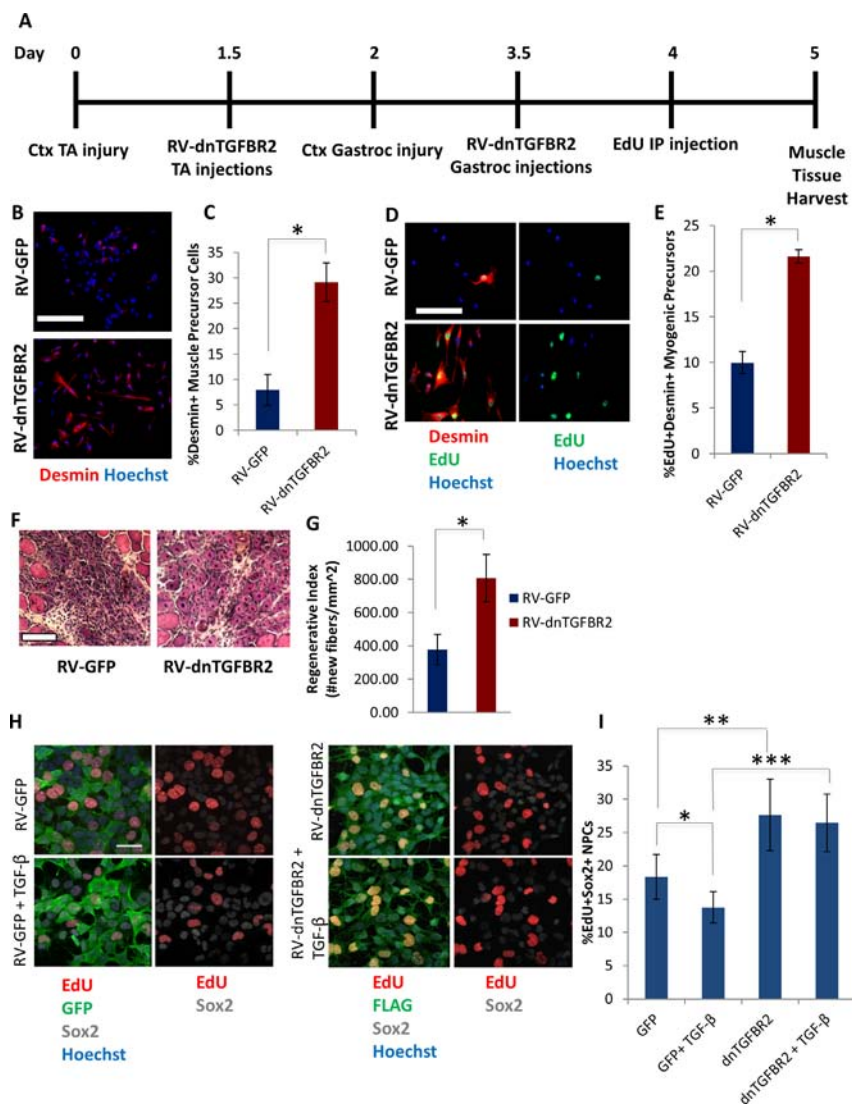 A
Day 0 1.5 2 3.5 4 5
Ctx TA injury
RV-dnTGFBR2
TA injections
Ctx Gastroc injury
RV-dnTGFBR2
Gastroc injections
EdU IP injection
Muscle
Tissue
Harvest
B
RV-GFP
RV-dnTGFBR2
Desmin Hoechst
C
*
%Desmin+ Muscle Precursor Cells
35
30
25
20
15
10
5
0
RV-GFP
RV-dnTGFBR2
D
RV-GFP
RV-dnTGFBR2
Desmin
EdU
Hoechst
EdU
Hoechst
E
*
%EdU+Desmin+ Myogenic Precursors
25
20
15
10
5
0
RV-GFP
RV-dnTGFBR2
F
RV-GFP
RV-dnTGFBR2
G
*
Regenerative Index
(#new fibers/mm^2)
1000.00
800.00
600.00
400.00
200.00
0.00
RV-GFP
RV-dnTGFBR2
H
RV-GFP
RV-GFP + TGF-β
EdU
GFP
Sox2
Hoechst
EdU
Sox2
RV-dnTGFBR2
RV-dnTGFBR2 +
TGF-β
EdU
FLAG
Sox2
Hoechst
EdU
Sox2
I
**
***
*
%EdU+Sox2+ NPCs
35
30
25
20
15
10
5
0
GFP
GFP+ TGF-β
dnTGFBR2
dnTGFBR2 + TGF-β